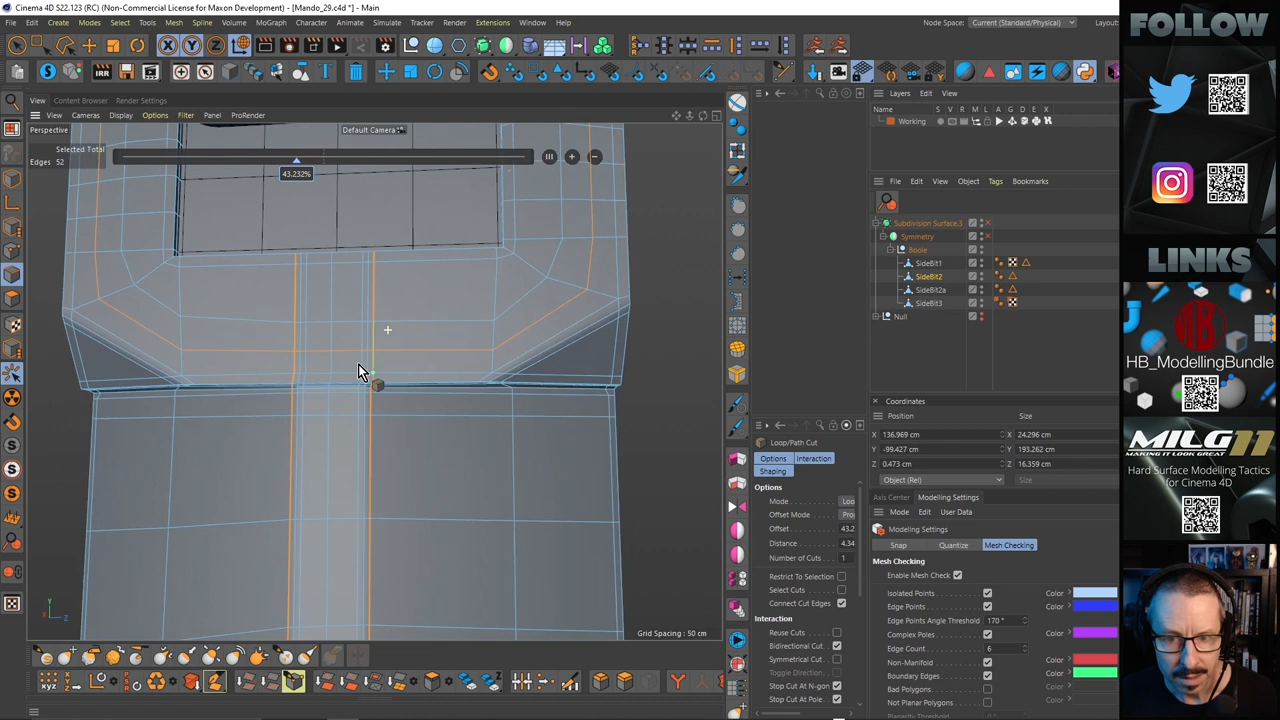 Cinema 4D S22.123 (RC) (Non-Commercial License for Maxon Development) - [Mando_29.c4d *] - Main
File Edit Create Modes Select Tools Mesh Spline Volume MoGraph Character Animate Simulate Tracker Render Extensions Window Help Node Space: Current (Standard/Physical) Layout:
IRR
PSR
View Content Browser Render Settings
View Cameras Display Options Filter Panel ProRender
Perspective
Default Camera
Selected Total
Edges 52
43.232%
Grid Spacing : 50 cm
Y
X
Z
Loop/Path Cut
Options Interaction
Shaping
Options
Mode Loo
Offset Mode Pro
Offset 43.2
Distance 4.34
Number of Cuts 1
Restrict To Selection
Select Cuts
Connect Cut Edges
Interaction
Reuse Cuts
Bidirectional Cut
Symmetrical Cut
Toggle Direction
Stop Cut At N-gon
Stop Cut At Pole
Layers Edit View
Name S V R M L A G D E X
Working
File Edit View Object Tags Bookmarks
Subdivision Surface.3
Symmetry
Boole
SideBit1
SideBit2
SideBit2a
SideBit3
Null
Coordinates
Position Size
X 136.969 cm X 24.296 cm
Y -99.427 cm Y 193.262 cm
Z 0.473 cm Z 16.359 cm
Object (Rel) Size
Axis Center Modelling Settings
Mode Edit User Data
Modeling Settings
Snap Quantize Mesh Checking
Mesh Checking
Enable Mesh Check
Isolated Points Color
Edge Points Color
Edge Points Angle Threshold 170 °
Complex Poles Color
Edge Count 6
Non-Manifold Color
Boundary Edges Color
Bad Polygons Color
Not Planar Polygons Color
FOLLOW
LINKS
HB
HB_ModellingBundle
MILG11
MAKING IT LOOK GREAT
Hard Surface Modelling Tactics
for Cinema 4D